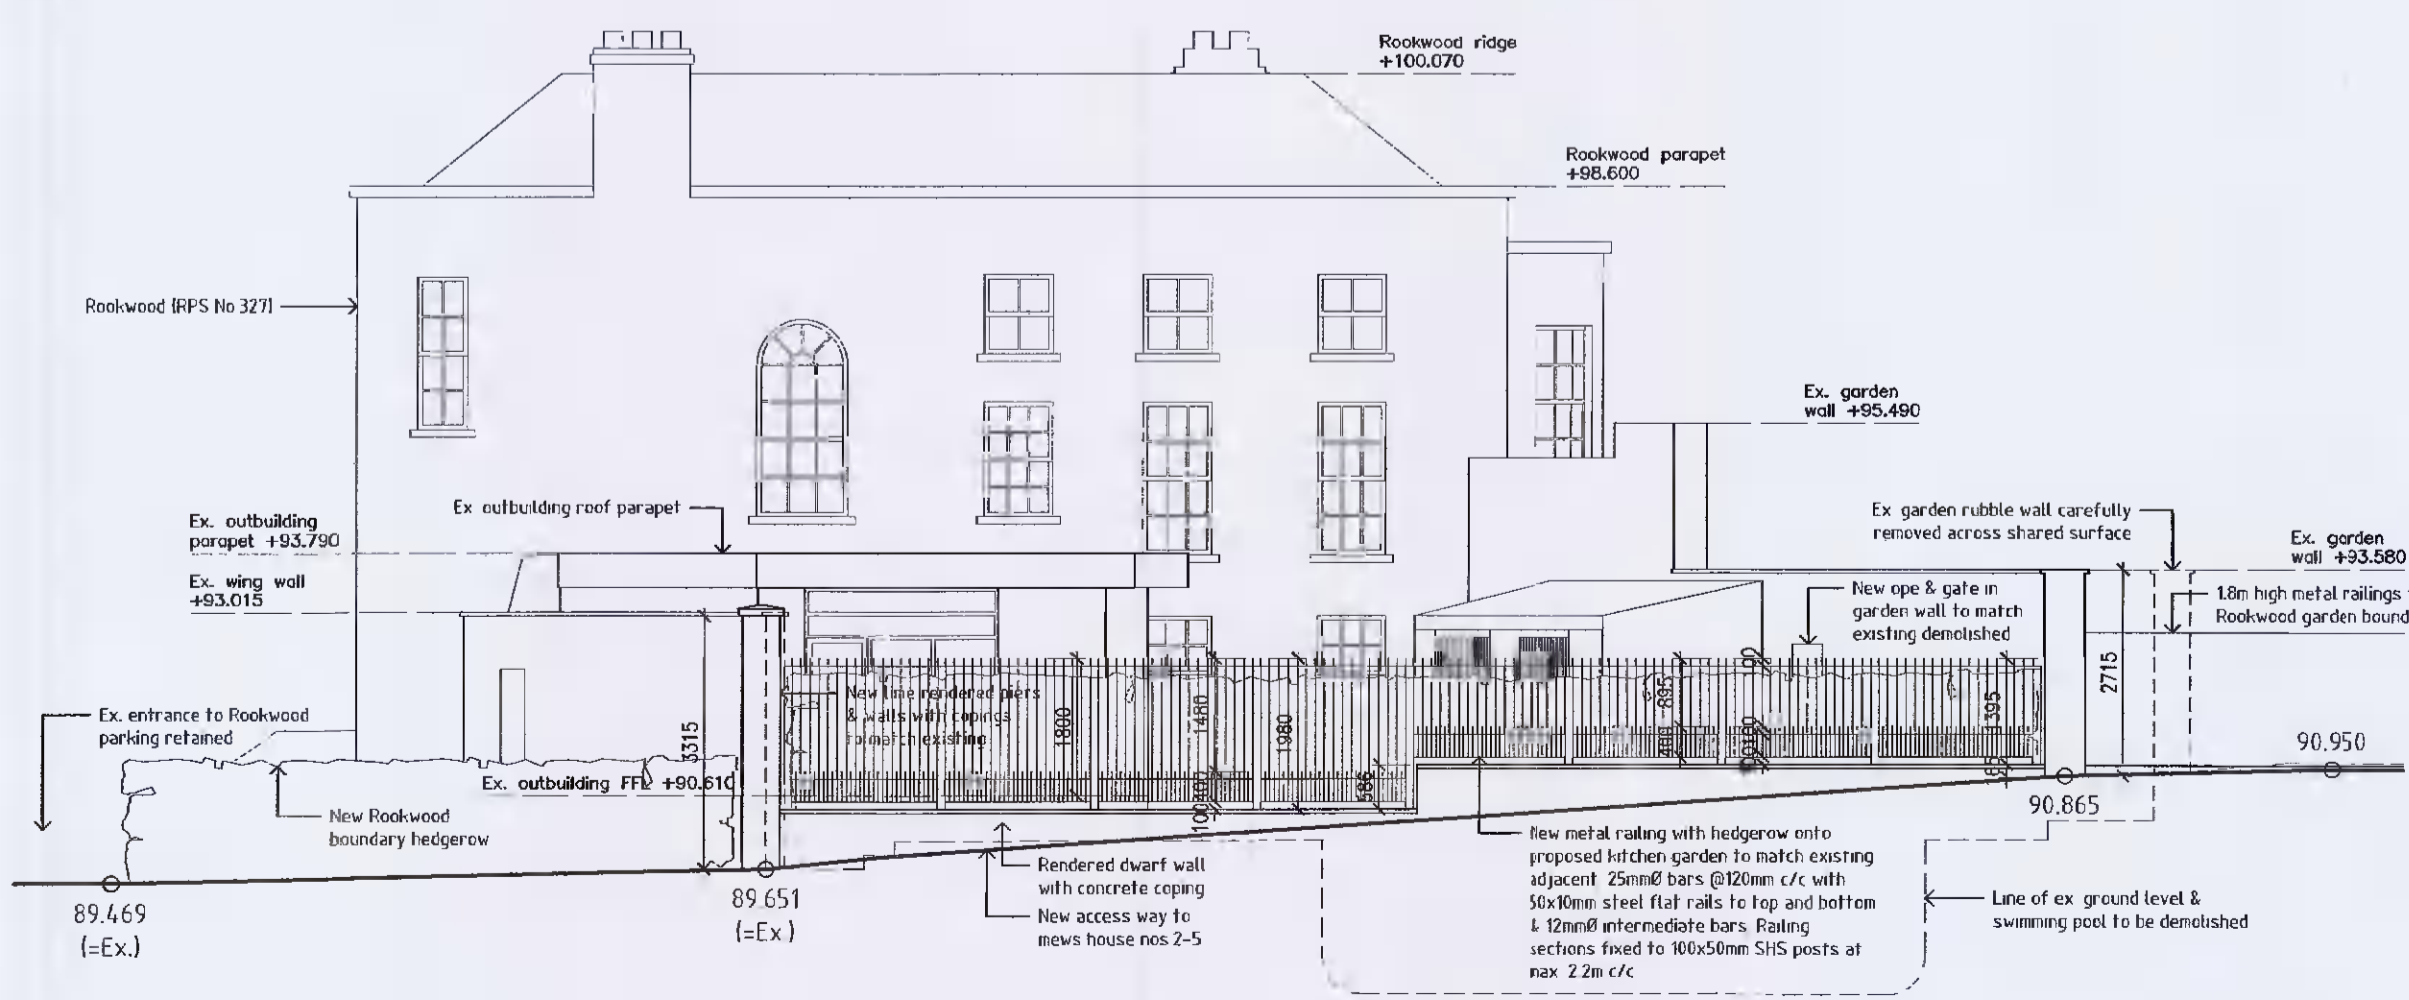 Rookwood ridge
+100.070
Rookwood parapet
+98.600
Rookwood (RPS No 327)
Ex. garden
wall +95.490
Ex outbuilding roof parapet
Ex. outbuilding
parapet +93.790
Ex. wing wall
+93.015
Ex garden rubble wall carefully
removed across shared surface
Ex. garden
wall +93.580
New ope & gate in
garden wall to match
existing demolished
1.8m high metal railings
Rookwood garden bound
Ex. entrance to Rookwood
parking retained
New lime rendered piers
& walls with copings
to match existing
3315
1800
1480
1980
895
100
1395
2715
400
586
100
Ex. outbuilding FFL +90.610
New Rookwood
boundary hedgerow
90.950
90.865
89.469
(=Ex.)
89.651
(=Ex.)
Rendered dwarf wall
with concrete coping
New access way to
mews house nos 2-5
New metal railing with hedgerow onto
proposed kitchen garden to match existing
adjacent 25mmØ bars @120mm c/c with
50x10mm steel flat rails to top and bottom
& 12mmØ intermediate bars Railing
sections fixed to 100x50mm SHS posts at
max 2.2m c/c
Line of ex ground level &
swimming pool to be demolished